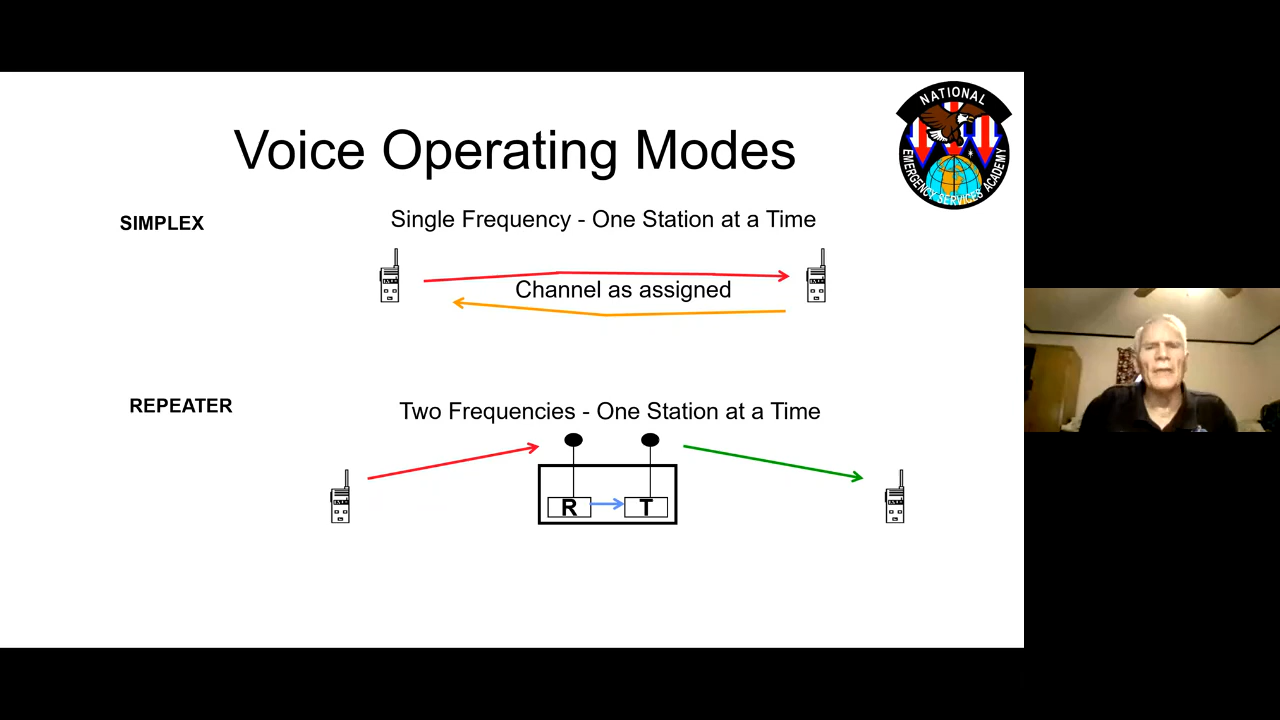 NATIONAL
EMERGENCY SERVICES ACADEMY
Voice Operating Modes
SIMPLEX
Single Frequency - One Station at a Time
Channel as assigned
REPEATER
Two Frequencies - One Station at a Time
R
T